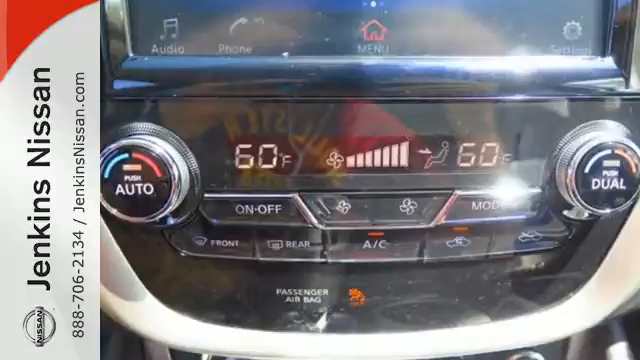 Jenkins Nissan
888-706-2134 / JenkinsNissan.com
NISSAN
Audio
Phone
MENU
Settings
PUSH
AUTO
60°F
60°F
PUSH
DUAL
ON·OFF
MODE
FRONT
REAR
A/C
PASSENGER
AIR BAG